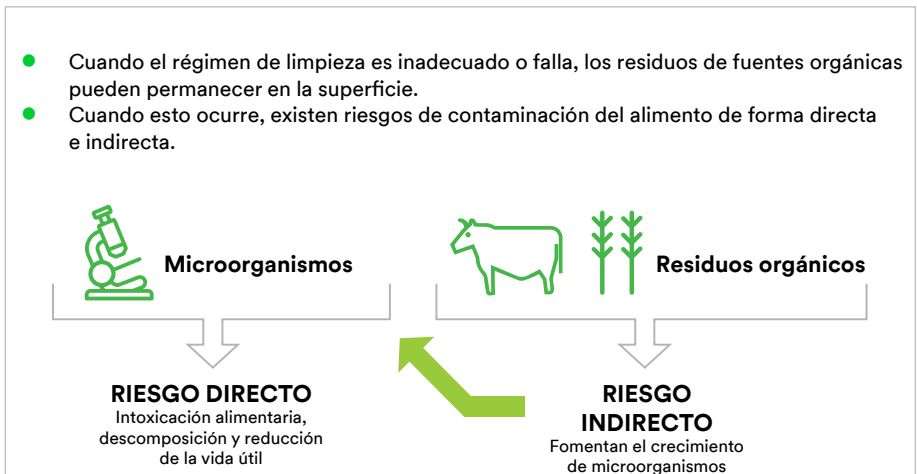 Cuando el régimen de limpieza es inadecuado o falla, los residuos de fuentes orgánicas
pueden permanecer en la superficie.
Cuando esto ocurre, existen riesgos de contaminación del alimento de forma directa
e indirecta.
Microorganismos
Residuos orgánicos
RIESGO DIRECTO
Intoxicación alimentaria,
descomposición y reducción
de la vida útil
RIESGO
INDIRECTO
Fomentan el crecimiento
de microorganismos